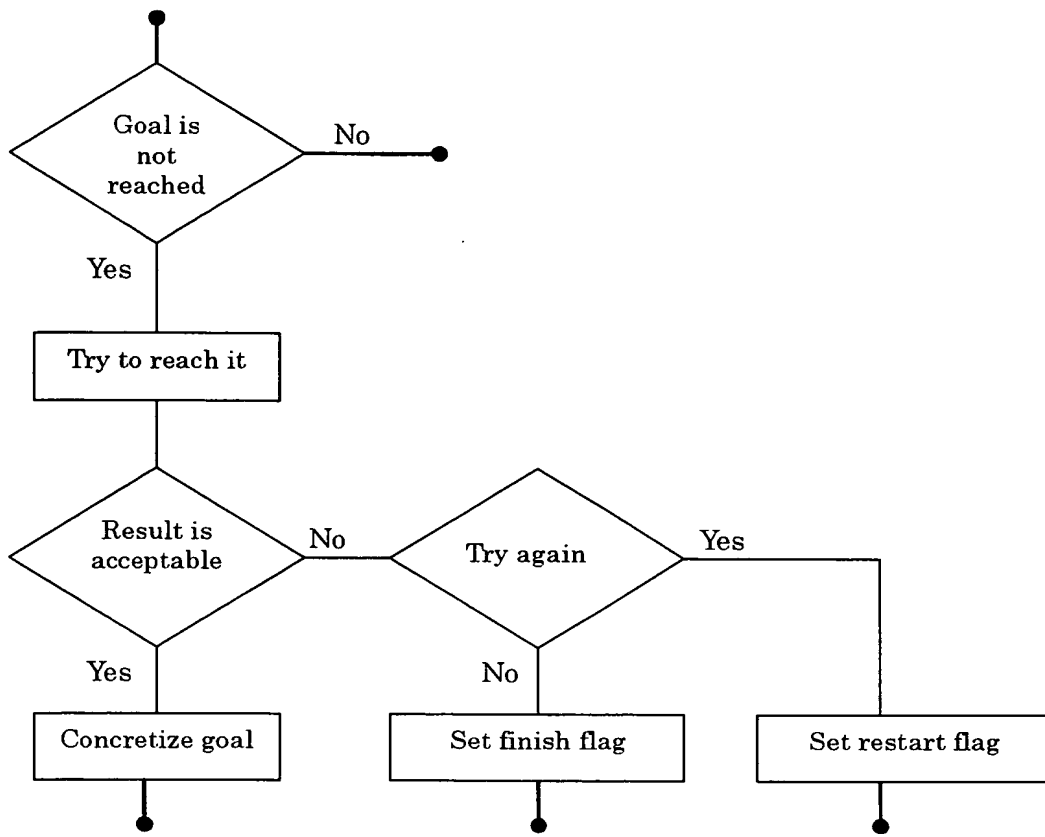 Goal is
not
reached
No
Yes
Try to reach it
Result is
acceptable
No
Try again
Yes
Yes
No
Concretize goal
Set finish flag
Set restart flag